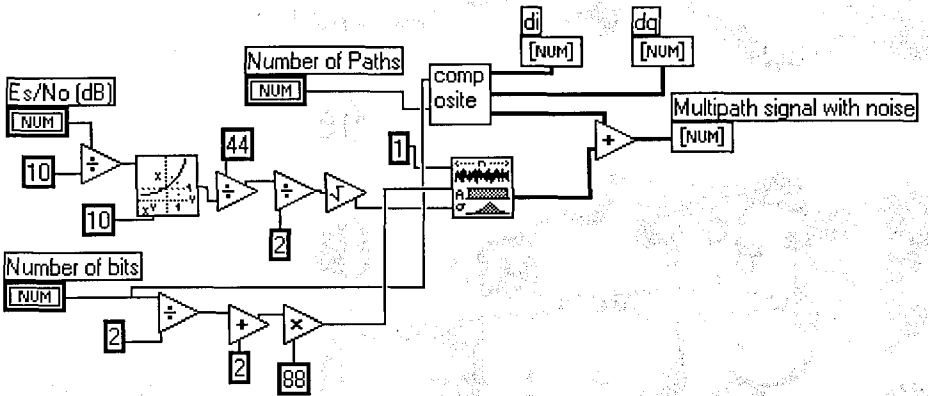 di
dq
[NUM]
[NUM]
Number of Paths
NUM
comp
osite
Es/No (dB)
NUM
Multipath signal with noise
[NUM]
+
44
1
10
÷
÷
÷
√
10
2
Number of bits
NUM
÷
+
×
2
2
88